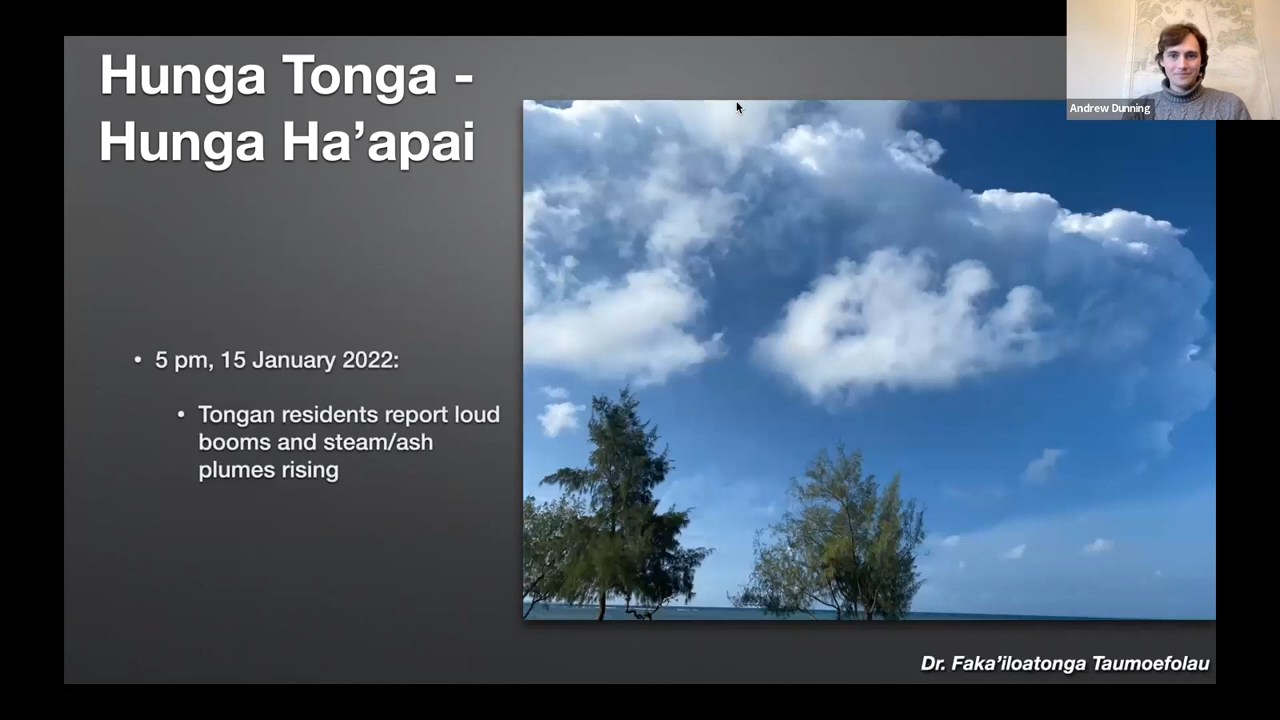 Hunga Tonga -
Hunga Ha’apai
Andrew Dunning
• 5 pm, 15 January 2022:
• Tongan residents report loud
booms and steam/ash
plumes rising
Dr. Faka’iloatonga Taumoefolau